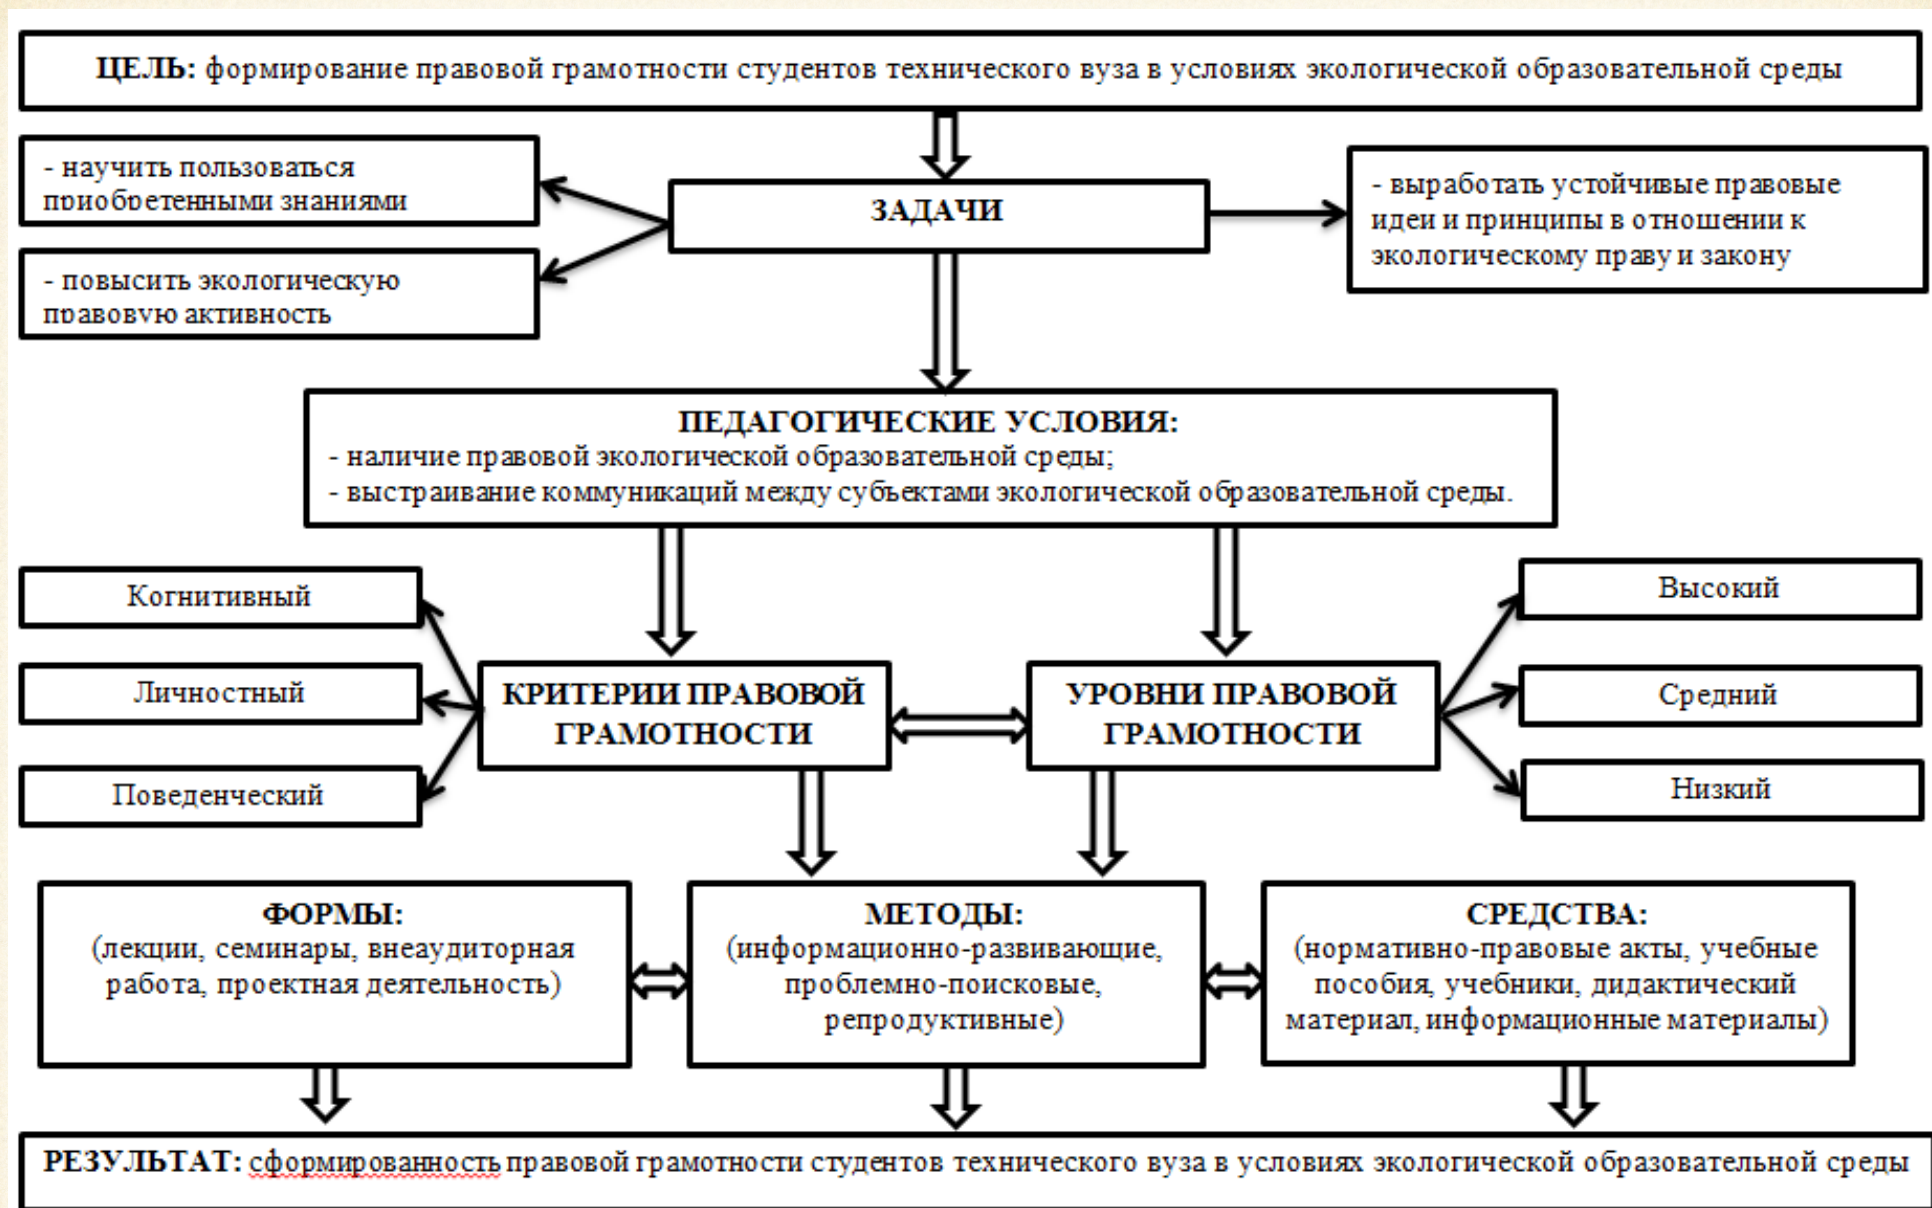 ЦЕЛЬ: формирование правовой грамотности студентов технического вуза в условиях экологической образовательной среды
- научить пользоваться
приобретенными знаниями
ЗАДАЧИ
- выработать устойчивые правовые
идеи и принципы в отношении к
экологическому праву и закону
- повысить экологическую
правовую активность
ПЕДАГОГИЧЕСКИЕ УСЛОВИЯ:
- наличие правовой экологической образовательной среды;
- выстраивание коммуникаций между субъектами экологической образовательной среды.
Когнитивный
Личностный
Поведенческий
КРИТЕРИИ ПРАВОВОЙ
ГРАМОТНОСТИ
УРОВНИ ПРАВОВОЙ
ГРАМОТНОСТИ
Высокий
Средний
Низкий
ФОРМЫ:
(лекции, семинары, внеаудиторная
работа, проектная деятельность)
МЕТОДЫ:
(информационно-развивающие,
проблемно-поисковые,
репродуктивные)
СРЕДСТВА:
(нормативно-правовые акты, учебные
пособия, учебники, дидактический
материал, информационные материалы)
РЕЗУЛЬТАТ: сформированность правовой грамотности студентов технического вуза в условиях экологической образовательной среды